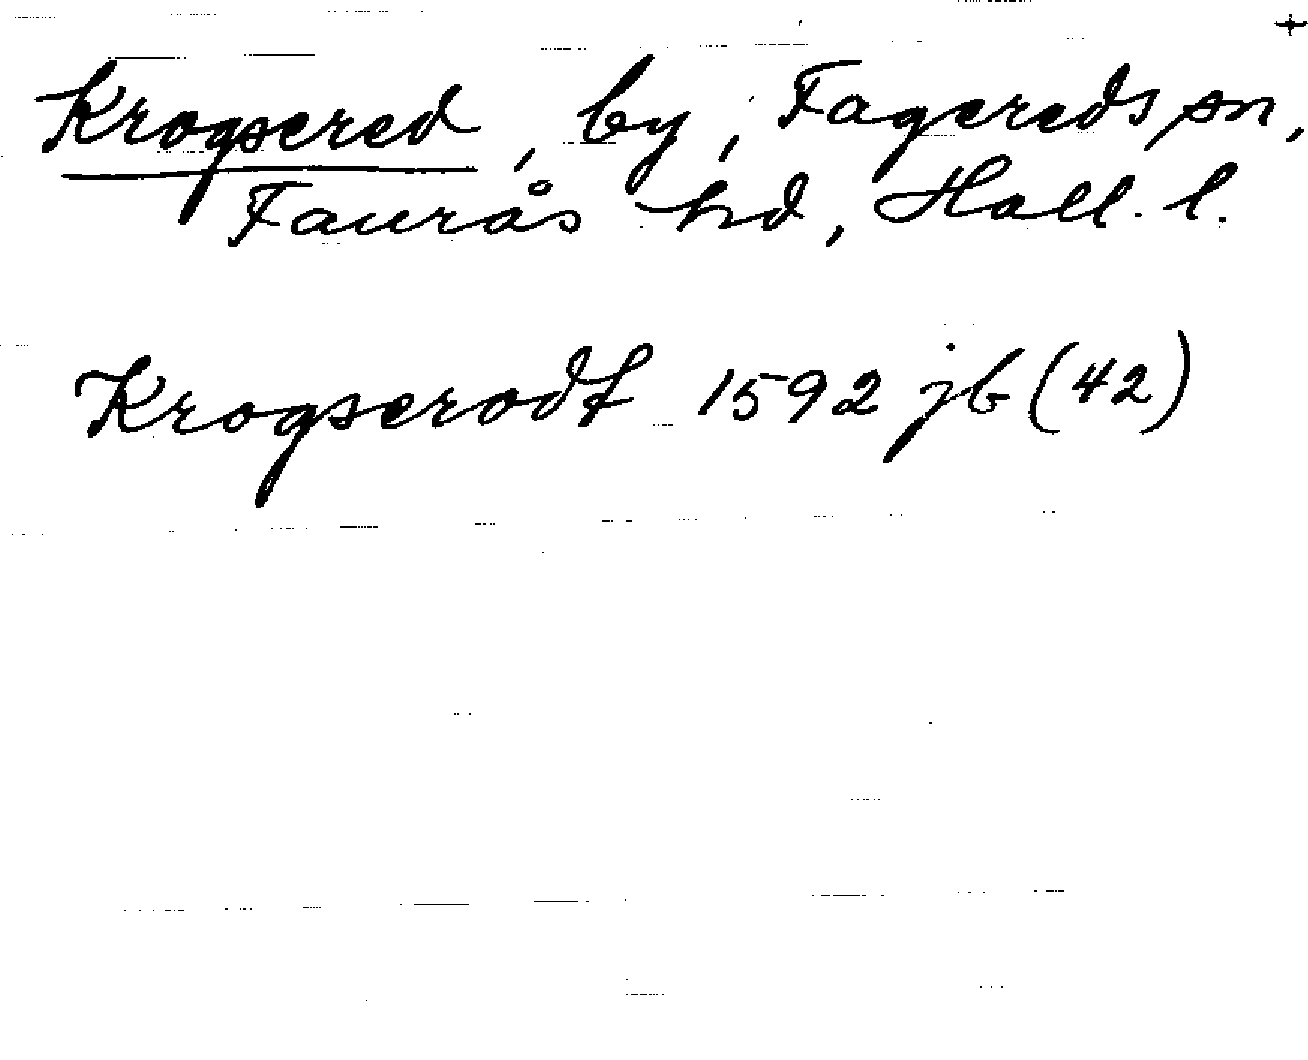 +
Krogsered, by, Fagereds sn,
Faurås hd, Hall. l.
Krogserodt 1592 jb (42)